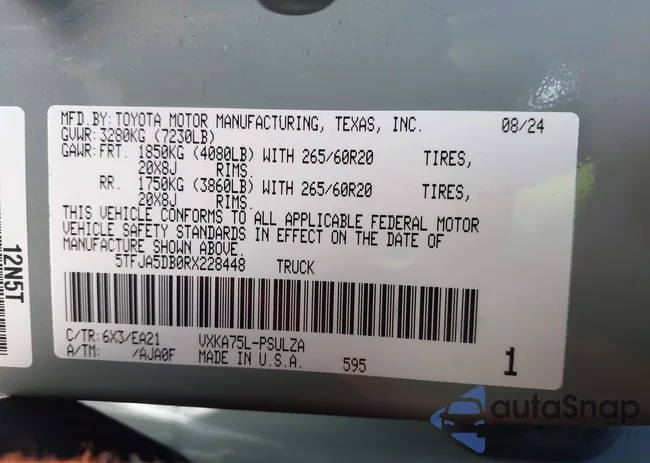 MFD.BY: TOYOTA MOTOR MANUFACTURING, TEXAS, INC. 08/24
GVWR: 3280KG (7230LB)
GAWR: FRT. 1850KG (4080LB) WITH 265/60R20 TIRES,
20X8J RIMS.
RR. 1750KG (3860LB) WITH 265/60R20 TIRES,
20X8J RIMS.
THIS VEHICLE CONFORMS TO ALL APPLICABLE FEDERAL MOTOR
VEHICLE SAFETY STANDARDS IN EFFECT ON THE DATE OF
MANUFACTURE SHOWN ABOVE.
5TFJA5DB0RX228448 TRUCK
C/TR: 6X3/EA21 VXKA75L-PSULZA
A/TM: /AJA0F MADE IN U.S.A. 595 1
12N5T
autoSnap